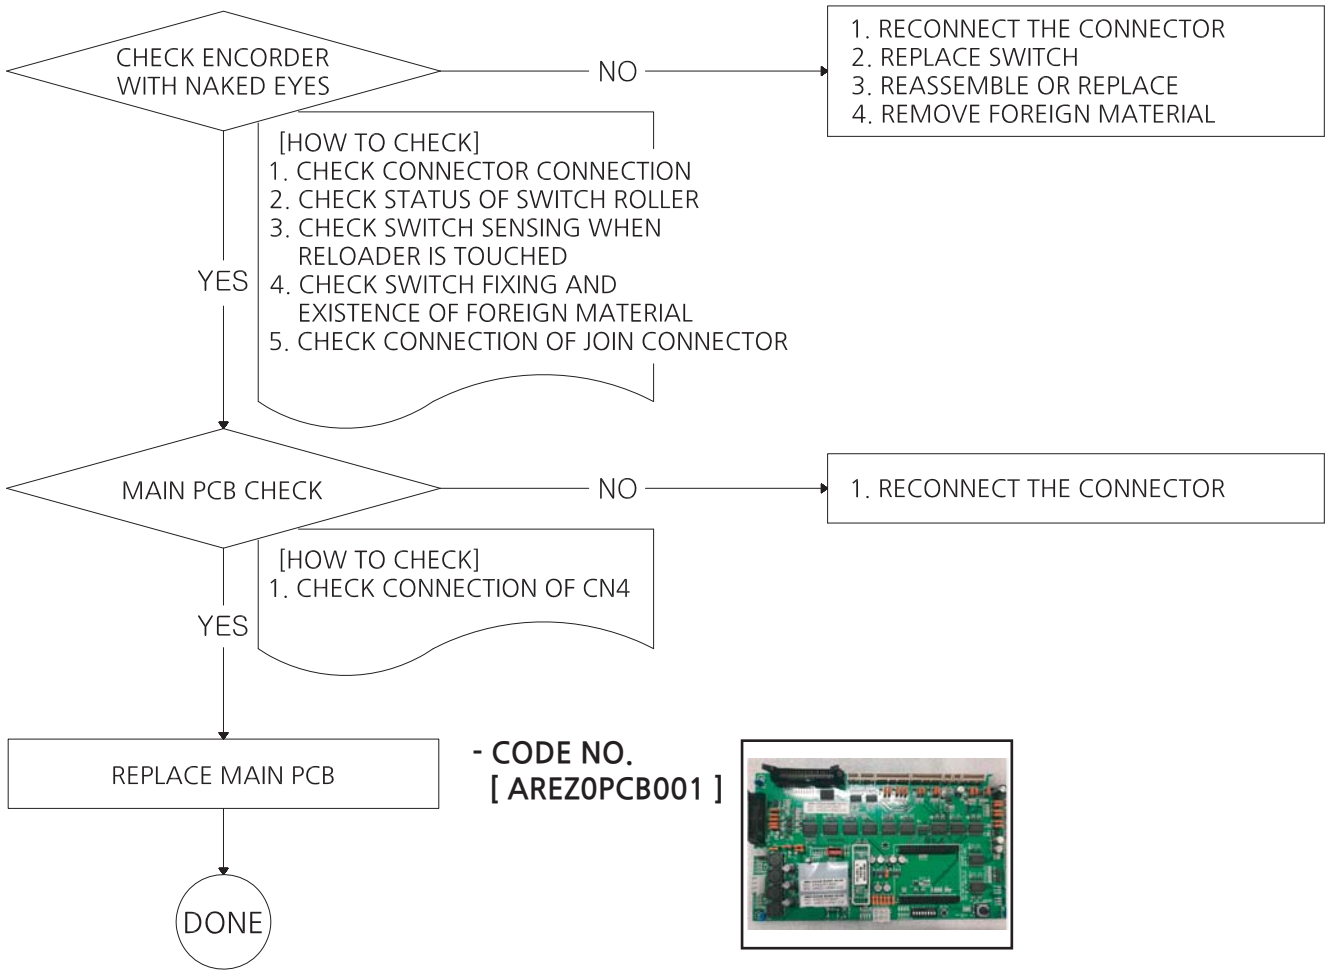 CHECK ENCORDER
WITH NAKED EYES
NO
1. RECONNECT THE CONNECTOR
2. REPLACE SWITCH
3. REASSEMBLE OR REPLACE
4. REMOVE FOREIGN MATERIAL
[HOW TO CHECK]
1. CHECK CONNECTOR CONNECTION
2. CHECK STATUS OF SWITCH ROLLER
3. CHECK SWITCH SENSING WHEN
RELOADER IS TOUCHED
4. CHECK SWITCH FIXING AND
EXISTENCE OF FOREIGN MATERIAL
5. CHECK CONNECTION OF JOIN CONNECTOR
YES
MAIN PCB CHECK
NO
1. RECONNECT THE CONNECTOR
[HOW TO CHECK]
1. CHECK CONNECTION OF CN4
YES
REPLACE MAIN PCB
- CODE NO.
[ AREZ0PCB001 ]
DONE